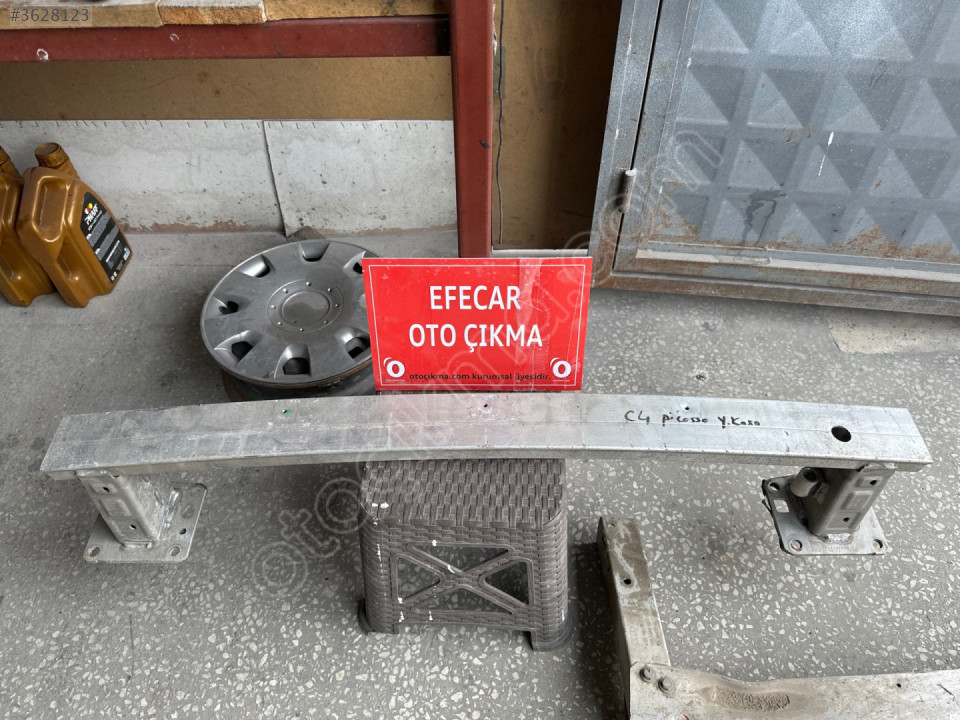 #3628123
EFECAR
OTO ÇIKMA
otoçıkma.com kurumsal üyesidir.
C4 picasso Y.Kasa